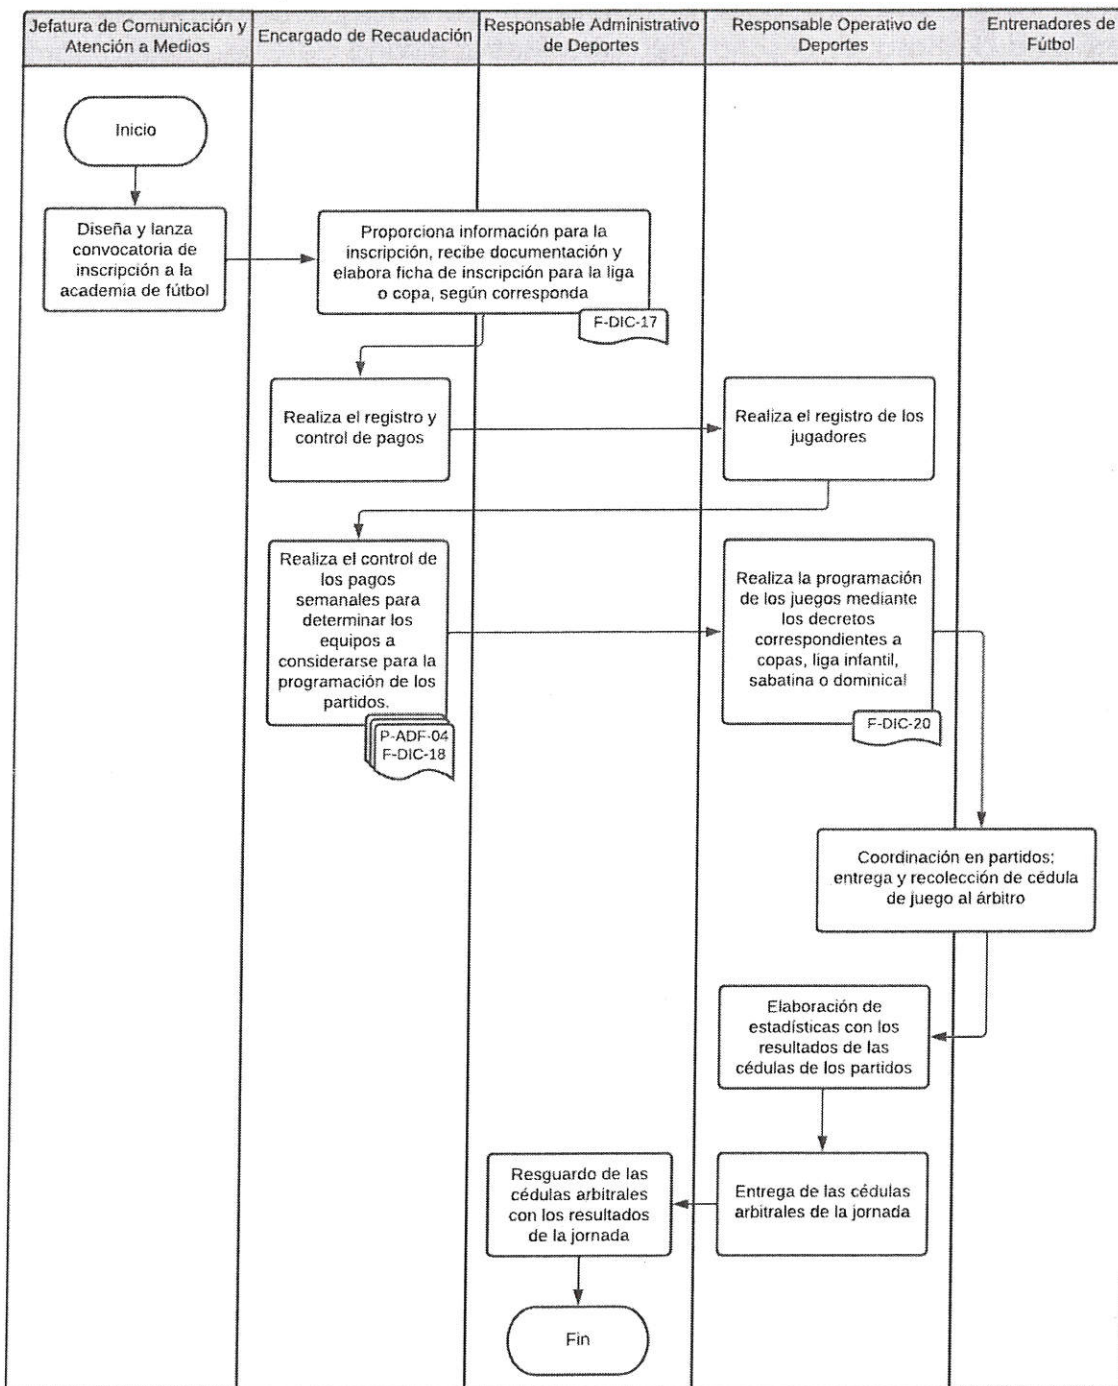 Jefatura de Comunicación y
Atención a Medios
Encargado de Recaudación
Responsable Administrativo
de Deportes
Responsable Operativo de
Deportes
Entrenadores de
Fútbol
Inicio
Diseña y lanza
convocatoria de
inscripción a la
academia de fútbol
Proporciona información para la
inscripción, recibe documentación y
elabora ficha de inscripción para la liga
o copa, según corresponda
F-DIC-17
Realiza el registro y
control de pagos
Realiza el registro de los
jugadores
Realiza el control de
los pagos
semanales para
determinar los
equipos a
considerarse para la
programación de los
partidos.
P-ADF-04
F-DIC-18
Realiza la programación
de los juegos mediante
los decretos
correspondientes a
copas, liga infantil,
sabatina o dominical
F-DIC-20
Coordinación en partidos;
entrega y recolección de cédula
de juego al árbitro
Elaboración de
estadísticas con los
resultados de las
cédulas de los partidos
Entrega de las cédulas
arbitrales de la jornada
Resguardo de las
cédulas arbitrales
con los resultados
de la jornada
Fin